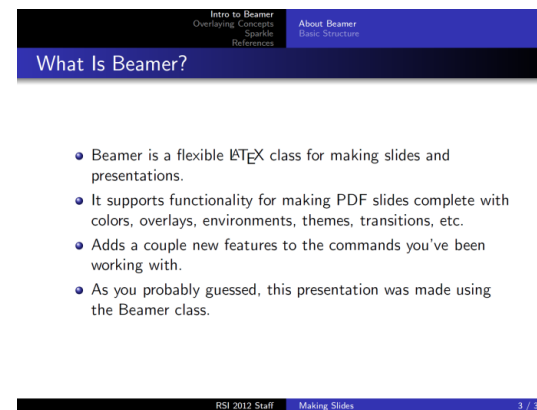 Intro to Beamer
Overlaying Concepts
Sparkle
References
About Beamer
Basic Structure
What Is Beamer?
Beamer is a flexible LATEX class for making slides and
presentations.
It supports functionality for making PDF slides complete with
colors, overlays, environments, themes, transitions, etc.
Adds a couple new features to the commands you've been
working with.
As you probably guessed, this presentation was made using
the Beamer class.
RSI 2012 Staff
Making Slides
3 / 3